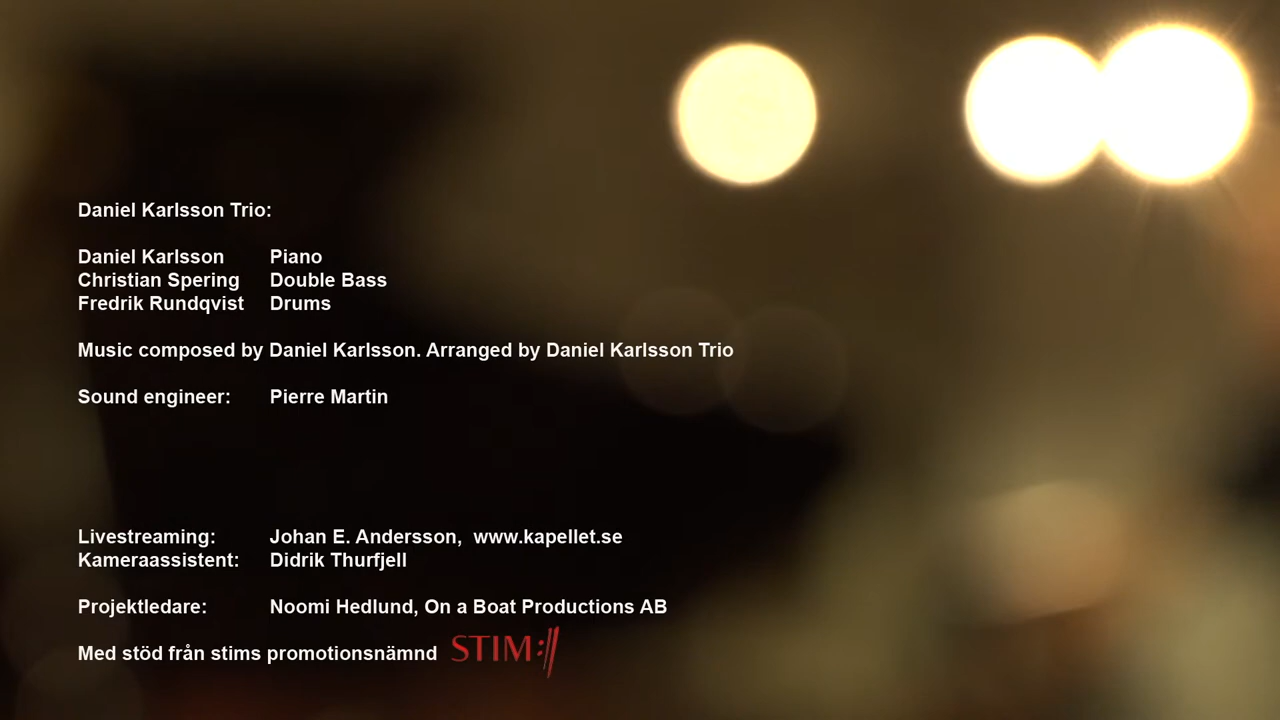 Daniel Karlsson Trio:
Daniel Karlsson Piano
Christian Spering Double Bass
Fredrik Rundqvist Drums
Music composed by Daniel Karlsson. Arranged by Daniel Karlsson Trio
Sound engineer: Pierre Martin
Livestreaming: Johan E. Andersson, www.kapellet.se
Kameraassistent: Didrik Thurfjell
Projektledare: Noomi Hedlund, On a Boat Productions AB
Med stöd från stims promotionsnämnd STIM